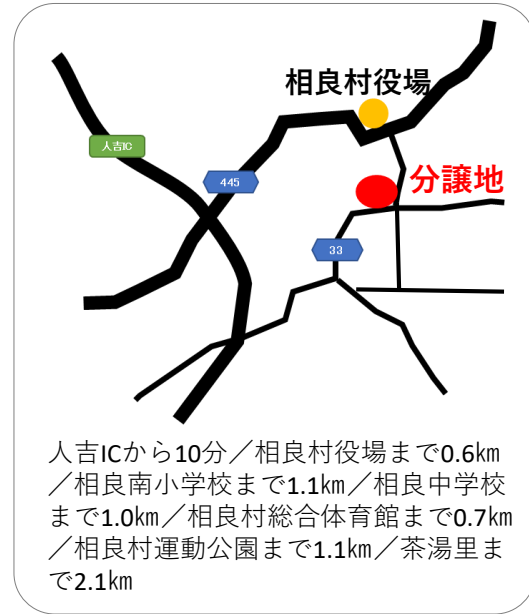 相良村役場
人吉IC
445
分譲地
33
人吉ICから10分／相良村役場まで0.6㎞
／相良南小学校まで1.1㎞／相良中学校
まで1.0㎞／相良村総合体育館まで0.7㎞
／相良村運動公園まで1.1㎞／茶湯里ま
で2.1㎞